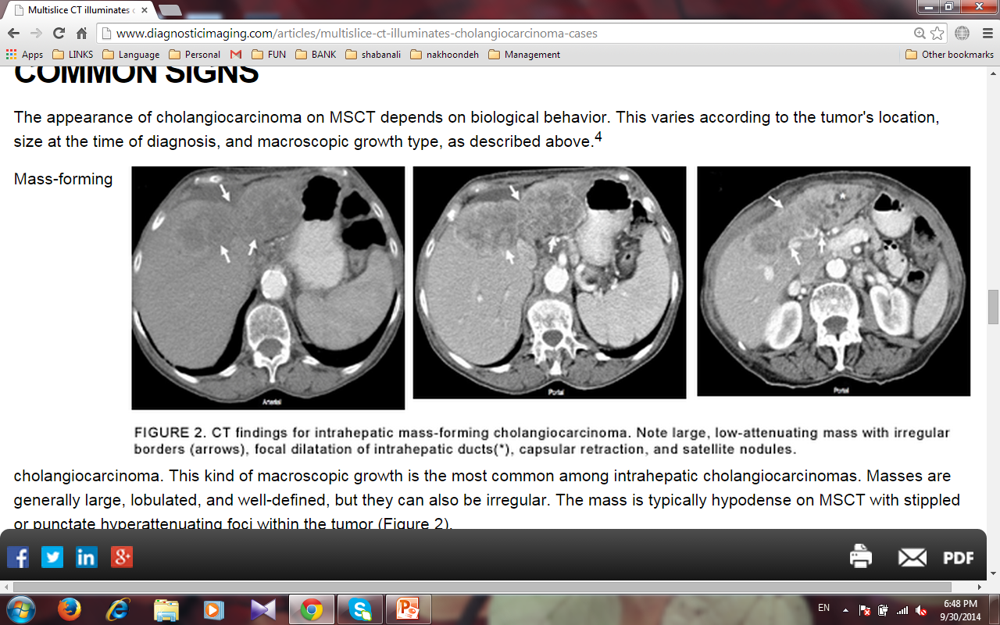 Multislice CT illuminates c
www.diagnosticimaging.com/articles/multislice-ct-illuminates-cholangiocarcinoma-cases
Apps LINKS Language Personal FUN BANK shabanali nakhoondeh Management Other bookmarks
COMMON SIGNS
The appearance of cholangiocarcinoma on MSCT depends on biological behavior. This varies according to the tumor's location,
size at the time of diagnosis, and macroscopic growth type, as described above.4
Mass-forming
Arterial
Portal
Portal
FIGURE 2. CT findings for intrahepatic mass-forming cholangiocarcinoma. Note large, low-attenuating mass with irregular
borders (arrows), focal dilatation of intrahepatic ducts(*), capsular retraction, and satellite nodules.
cholangiocarcinoma. This kind of macroscopic growth is the most common among intrahepatic cholangiocarcinomas. Masses are
generally large, lobulated, and well-defined, but they can also be irregular. The mass is typically hypodense on MSCT with stippled
or punctate hyperattenuating foci within the tumor (Figure 2).
f in g+ PDF
EN 6:48 PM
9/30/2014